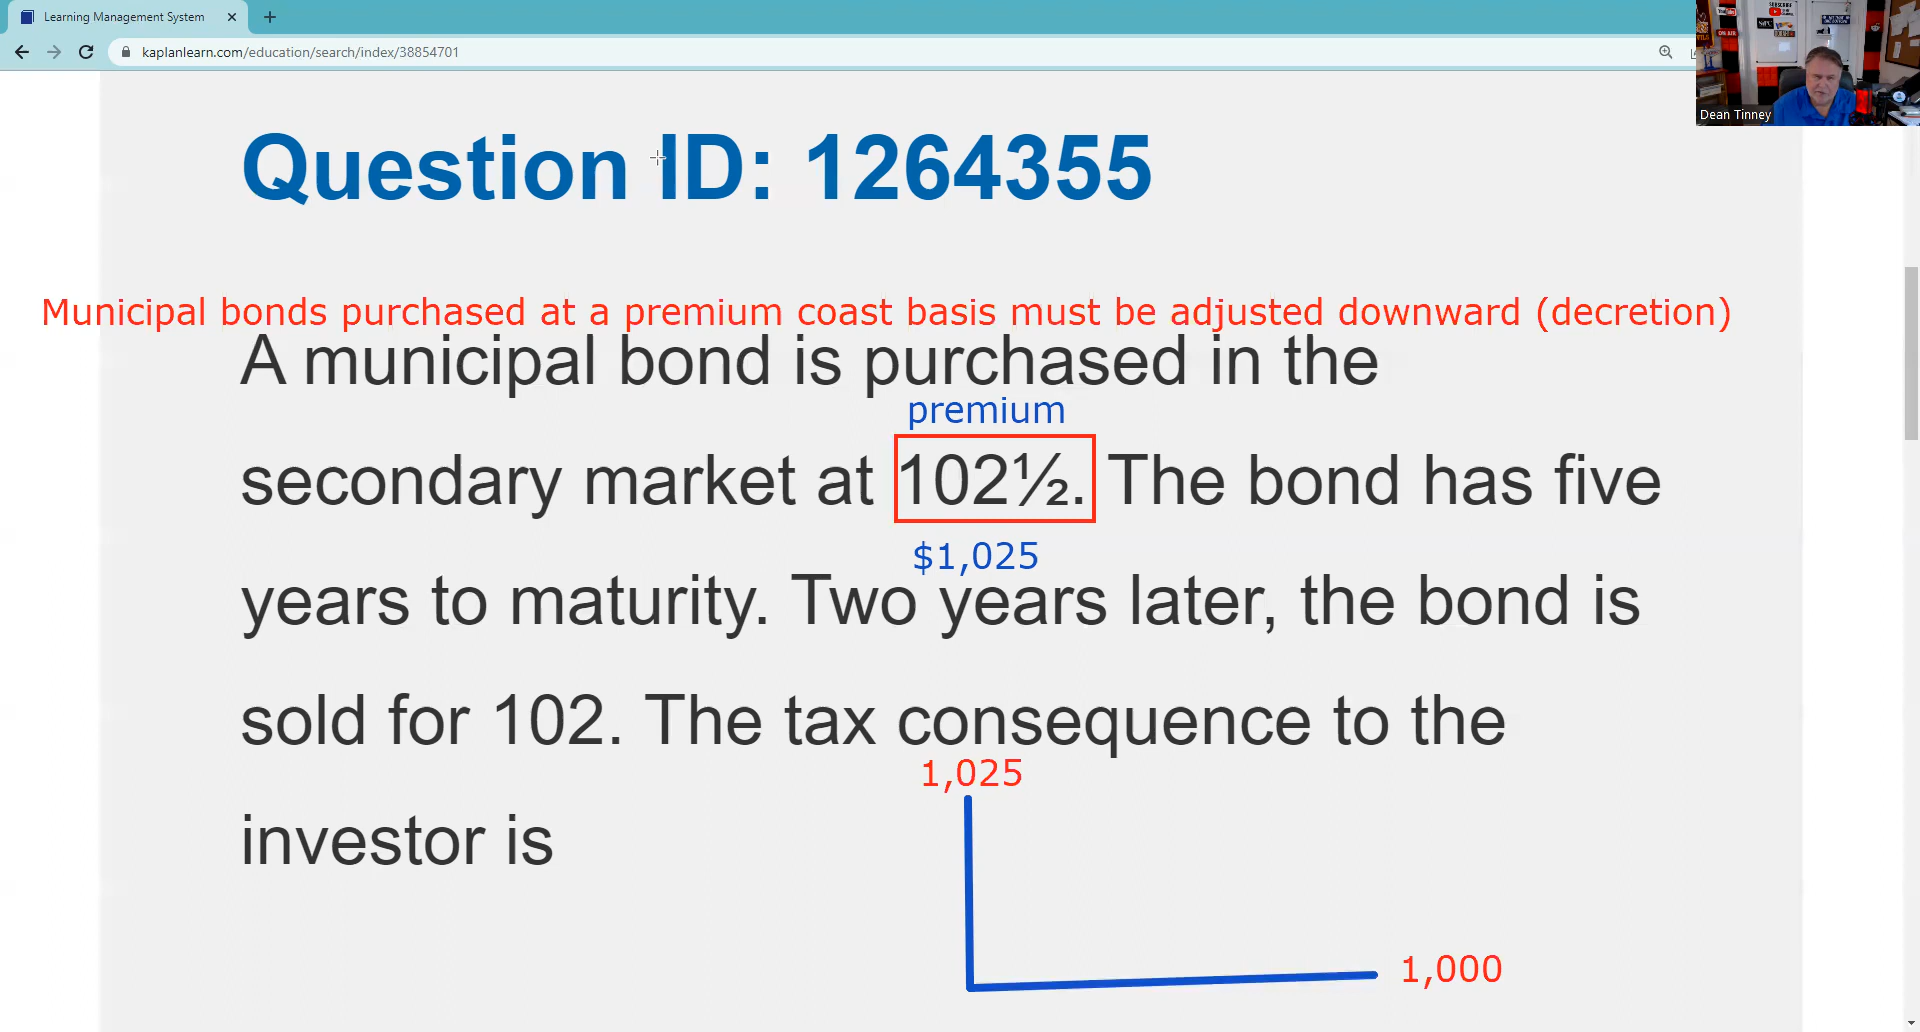 Learning Management System
kaplanlearn.com/education/search/index/38854701
SUBSCRIBE
ON AIR
Dean Tinney
Question ID: 1264355
Municipal bonds purchased at a premium coast basis must be adjusted downward (decretion)
A municipal bond is purchased in the
premium
secondary market at 102½. The bond has five
$1,025
years to maturity. Two years later, the bond is
sold for 102. The tax consequence to the
1,025
investor is
1,000